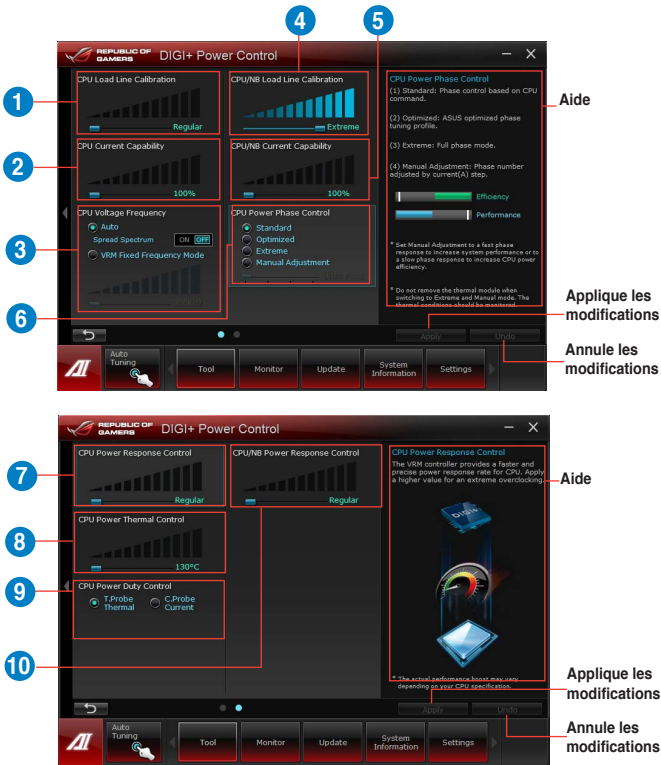 4
5
REPUBLIC OF
GAMERS
DIGI+ Power Control
1
CPU Load Line Calibration
Regular
CPU/NB Load Line Calibration
Extreme
2
CPU Current Capability
100%
CPU/NB Current Capability
100%
3
CPU Voltage Frequency
Auto
Spread Spectrum
ON OFF
VRM Fixed Frequency Mode
6
CPU Power Phase Control
Standard
Optimized
Extreme
Manual Adjustment
CPU Power Phase Control
(1) Standard: Phase control based on CPU
command.
(2) Optimized: ASUS optimized phase
tuning profile.
(3) Extreme: Full phase mode.
(4) Manual Adjustment: Phase number
adjusted by current(A) step.
Efficiency
Performance
* Set Manual Adjustment to a fast phase
response to increase system performance or to
a slow phase response to increase CPU power
efficiency.
* Do not remove the thermal module when
switching to Extreme and Manual mode. The
thermal conditions should be monitored.
Aide
Apply
Undo
Applique les
modifications
Annule les
modifications
Auto
Tuning
Tool
Monitor
Update
System
Information
Settings
REPUBLIC OF
GAMERS
DIGI+ Power Control
7
CPU Power Response Control
Regular
CPU/NB Power Response Control
Regular
8
CPU Power Thermal Control
130°C
9
CPU Power Duty Control
T.Probe
Thermal
C.Probe
Current
10
CPU Power Response Control
The VRM controller provides a faster and
precise power response rate for CPU. Apply
a higher value for an extreme overclocking.
DIGI+
* The actual performance boost may vary
depending on your CPU specification.
Aide
Apply
Undo
Applique les
modifications
Annule les
modifications
Auto
Tuning
Tool
Monitor
Update
System
Information
Settings